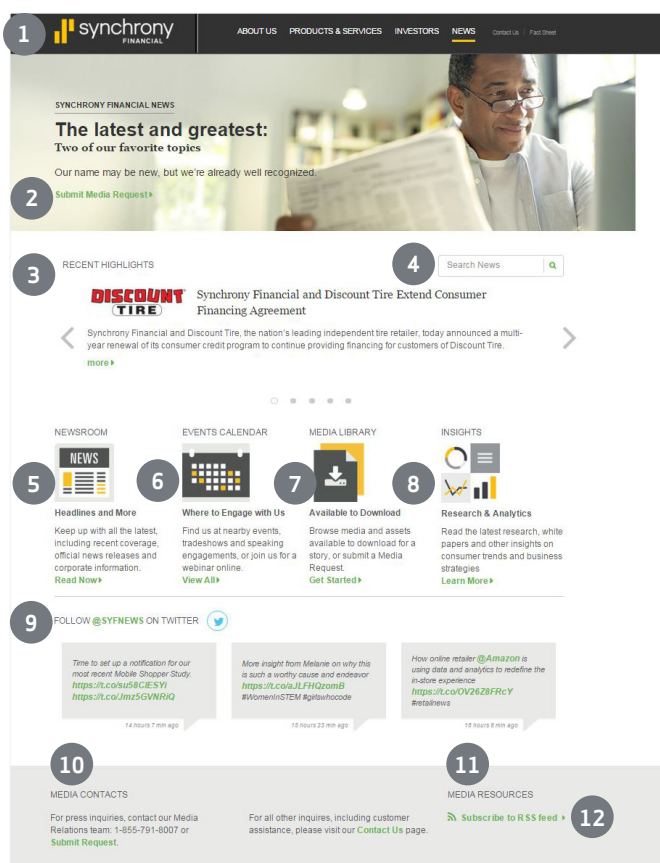 1
synchrony
FINANCIAL
ABOUT US PRODUCTS & SERVICES INVESTORS NEWS Contact Us | Fact Sheet
SYNCHRONY FINANCIAL NEWS
The latest and greatest:
Two of our favorite topics
Our name may be new, but we're already well recognized.
2
Submit Media Request
3
RECENT HIGHLIGHTS
4
Search News
DISCOUNT
TIRE
Synchrony Financial and Discount Tire Extend Consumer
Financing Agreement
Synchrony Financial and Discount Tire, the nation's leading independent tire retailer, today announced a multi-
year renewal of its consumer credit program to continue providing financing for customers of Discount Tire.
more
NEWSROOM
5
NEWS
Headlines and More
Keep up with all the latest,
including recent coverage,
official news releases and
corporate information.
Read Now
EVENTS CALENDAR
6
Where to Engage with Us
Find us at nearby events,
tradeshows and speaking
engagements, or join us for a
webinar online.
View All
MEDIA LIBRARY
7
Available to Download
Browse media and assets
available to download for a
story, or submit a Media
Request.
Get Started
INSIGHTS
8
Research & Analytics
Read the latest research, white
papers and other insights on
consumer trends and business
strategies
Learn More
9
FOLLOW @SYFNEWS ON TWITTER
Time to set up a notification for our
most recent Mobile Shopper Study.
https://t.co/su58CIESYi
https://t.co/Jmz5GVNRiQ
14 hours 7 min ago
More insight from Melanie on why this
is such a worthy cause and endeavor
https://t.co/aJLFHQzomB
#WomenInSTEM #girlswhocode
15 hours 23 min ago
How online retailer @Amazon is
using data and analytics to redefine the
in-store experience
https://t.co/OV26Z8FRcY
#retailnews
16 hours 8 min ago
10
MEDIA CONTACTS
For press inquiries, contact our Media
Relations team: 1-855-791-8007 or
Submit Request.
For all other inquires, including customer
assistance, please visit our Contact Us page.
11
MEDIA RESOURCES
Subscribe to RSS feed
12